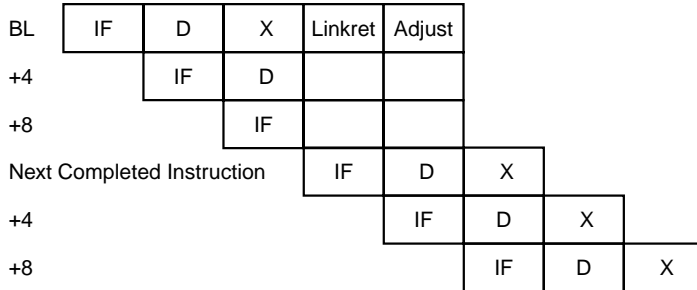 BL IF D X Linkret Adjust
+4 IF D
+8 IF
Next Completed Instruction IF D X
+4 IF D X
+8 IF D X